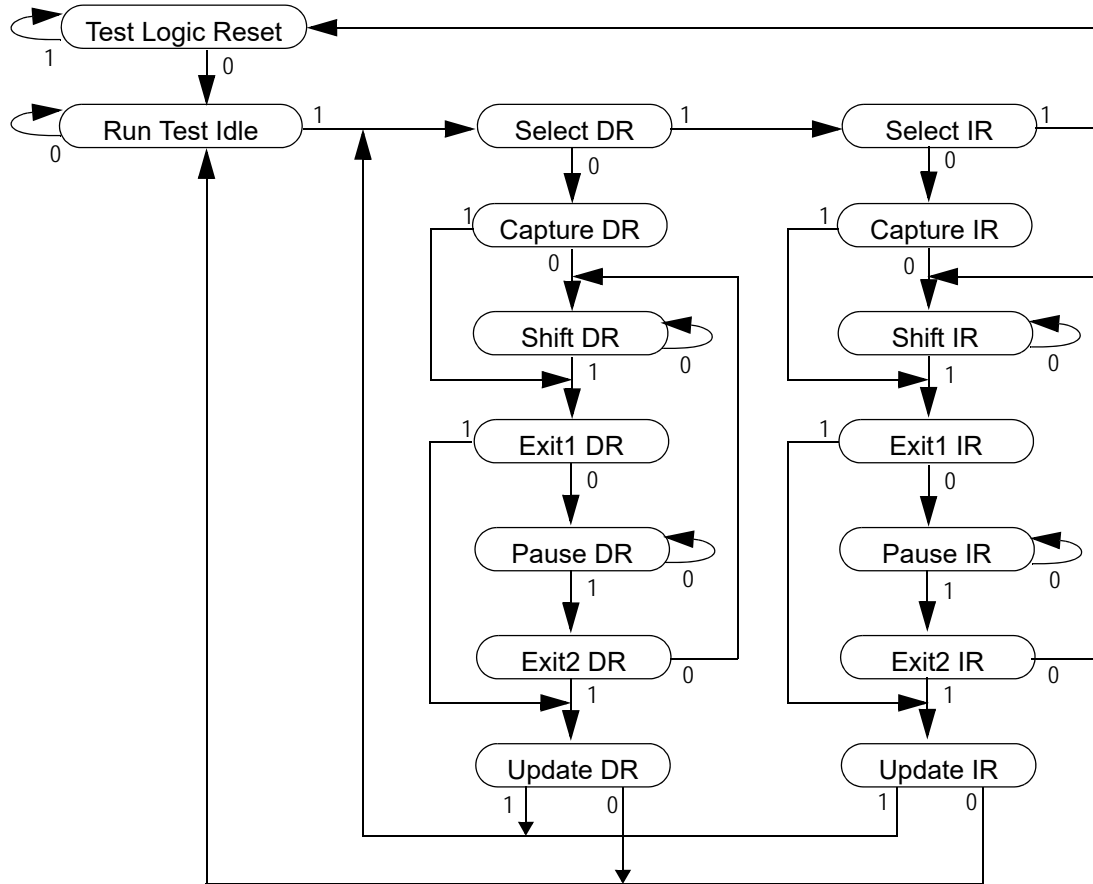 Test Logic Reset
1
0
Run Test Idle
1
0
Select DR
1
0
Select IR
1
0
1
Capture DR
0
1
Capture IR
0
Shift DR
0
1
Shift IR
0
1
1
Exit1 DR
0
1
Exit1 IR
0
Pause DR
0
1
Pause IR
0
1
Exit2 DR
0
1
Exit2 IR
0
1
Update DR
1
0
Update IR
1
0